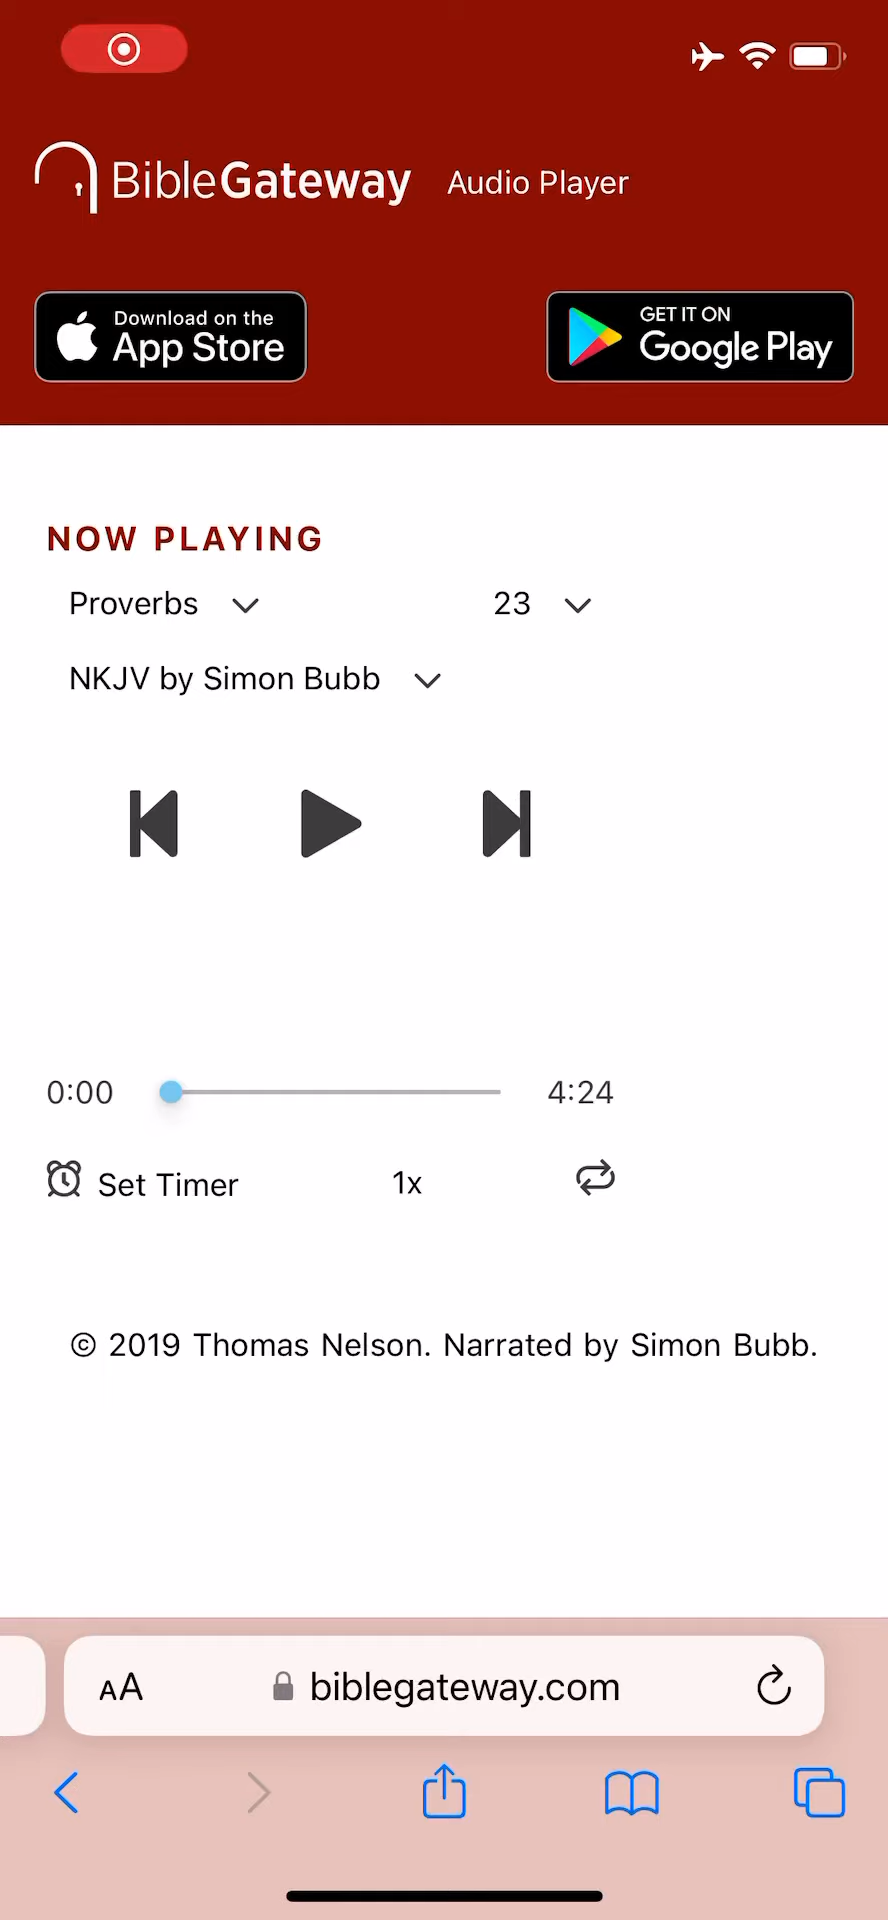 BibleGateway Audio Player
Download on the
App Store
GET IT ON
Google Play
NOW PLAYING
Proverbs 23
NKJV by Simon Bubb
0:00 4:24
Set Timer 1x
© 2019 Thomas Nelson. Narrated by Simon Bubb.
AA biblegateway.com